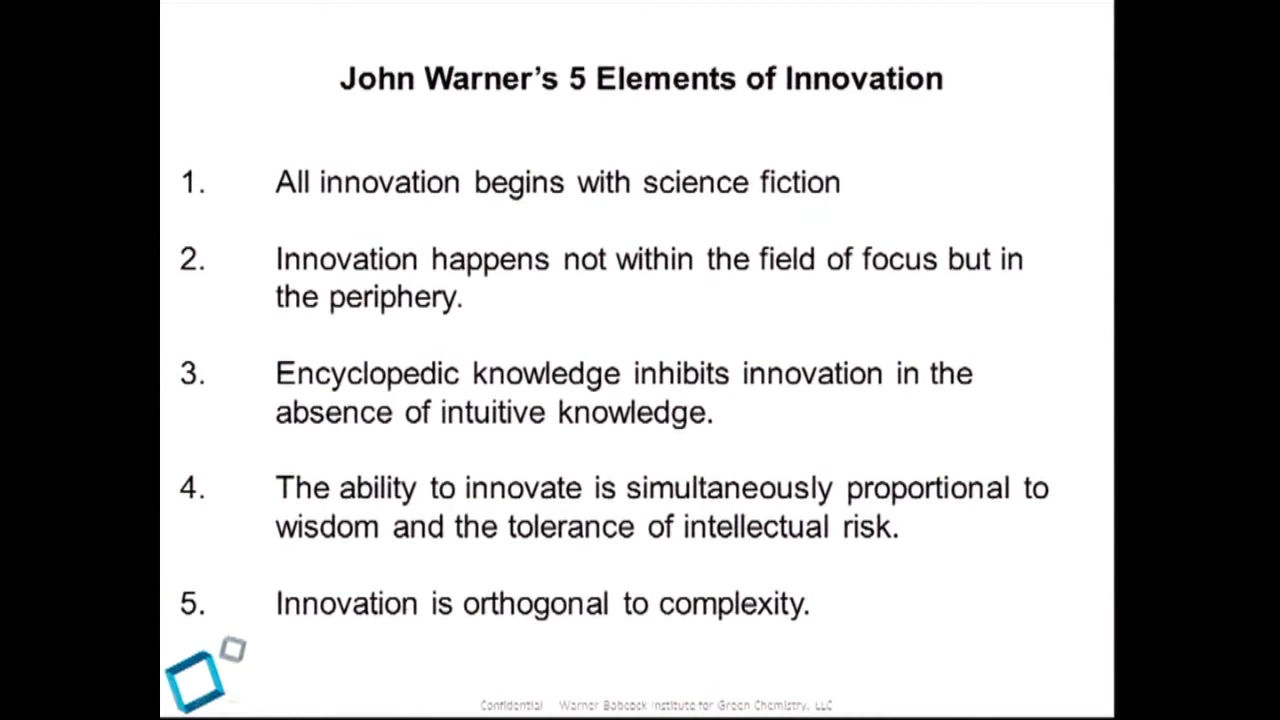 John Warner's 5 Elements of Innovation
1. All innovation begins with science fiction
2. Innovation happens not within the field of focus but in
the periphery.
3. Encyclopedic knowledge inhibits innovation in the
absence of intuitive knowledge.
4. The ability to innovate is simultaneously proportional to
wisdom and the tolerance of intellectual risk.
5. Innovation is orthogonal to complexity.
Confidential Warner Babcock Institute for Green Chemistry, LLC